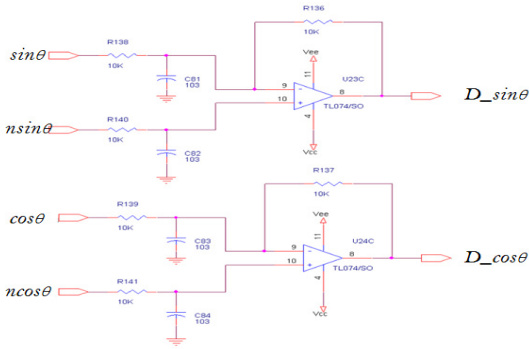 R136
10K
sinθ
R138
10K
C81
103
Vee
11
U23C
9
10
8
TL074/SO
4
Vcc
D_sinθ
nsinθ
R140
10K
C82
103
R137
10K
cosθ
R139
10K
C83
103
Vee
11
U24C
9
10
8
TL074/SO
4
Vcc
D_cosθ
ncosθ
R141
10K
C84
103